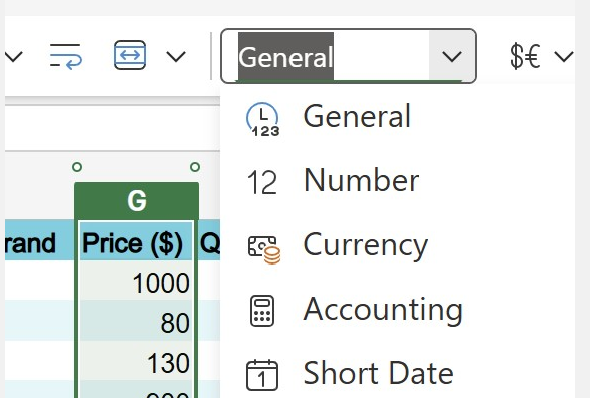 General
$€
General
123
12 Number
Currency
Accounting
1 Short Date
G
rand Price ($) Q
1000
80
130